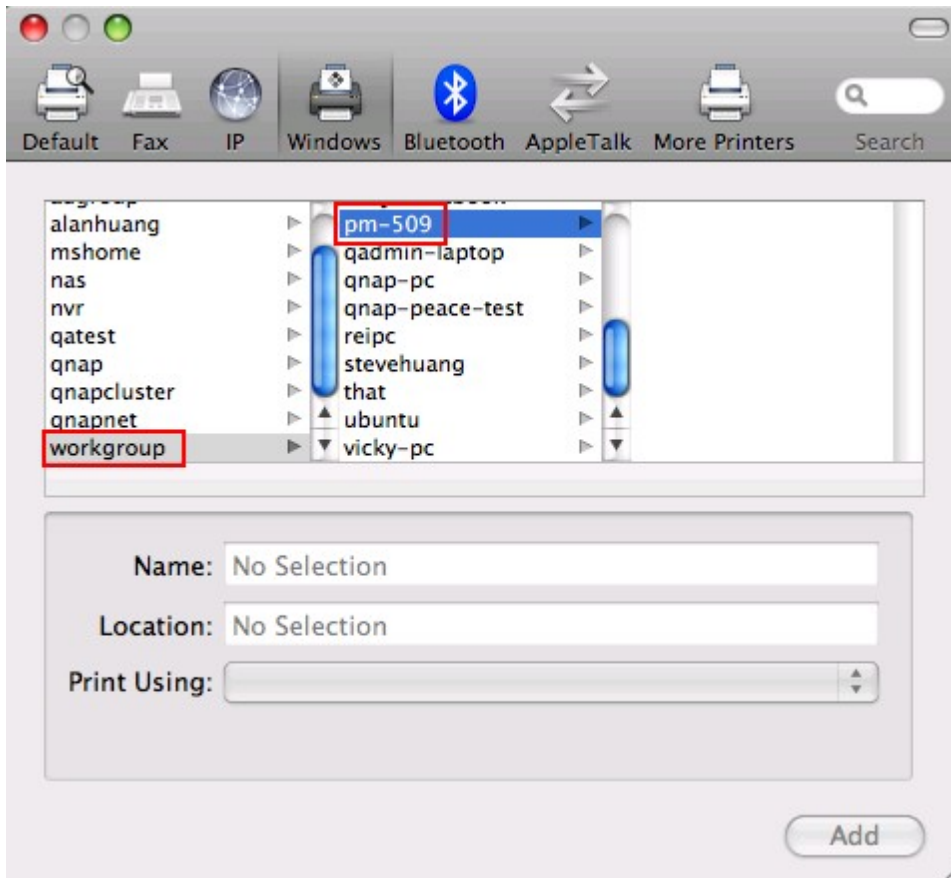 Default Fax IP Windows Bluetooth AppleTalk More Printers Search
alanhuang
mshome
nas
nvr
qatest
qnap
qnapcluster
qnapnet
workgroup
pm-509
qadmin-laptop
qnap-pc
qnap-peace-test
reipc
stevehuang
that
ubuntu
vicky-pc
Name: No Selection
Location: No Selection
Print Using:
Add